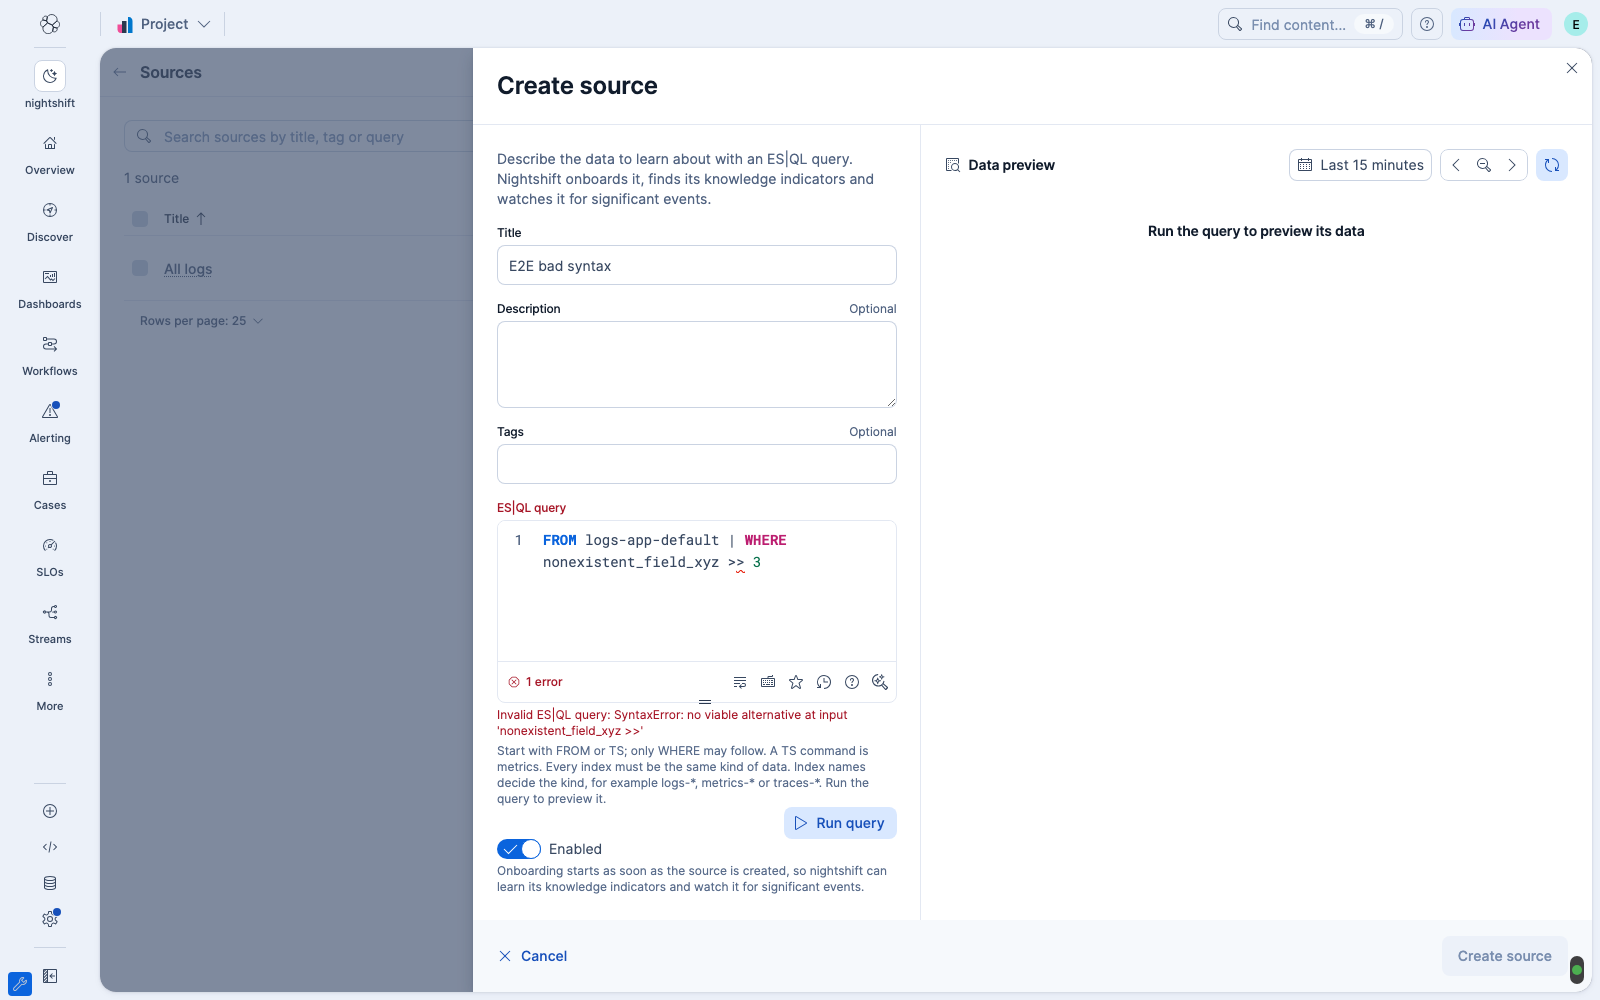 Project
Find content...
⌘ /
AI Agent
E
nightshift
Overview
Discover
Dashboards
Workflows
Alerting
Cases
SLOs
Streams
More
Sources
Search sources by title, tag or query
1 source
Title
All logs
Rows per page: 25
Create source
Describe the data to learn about with an ES|QL query.
Nightshift onboards it, finds its knowledge indicators and
watches it for significant events.
Title
E2E bad syntax
Description
Optional
Tags
Optional
ES|QL query
1 FROM logs-app-default | WHERE
nonexistent_field_xyz >> 3
1 error
Invalid ES|QL query: SyntaxError: no viable alternative at input
'nonexistent_field_xyz >>'
Start with FROM or TS; only WHERE may follow. A TS command is
metrics. Every index must be the same kind of data. Index names
decide the kind, for example logs-*, metrics-* or traces-*. Run the
query to preview it.
Run query
Enabled
Onboarding starts as soon as the source is created, so nightshift can
learn its knowledge indicators and watch it for significant events.
Data preview
Last 15 minutes
Run the query to preview its data
Cancel
Create source